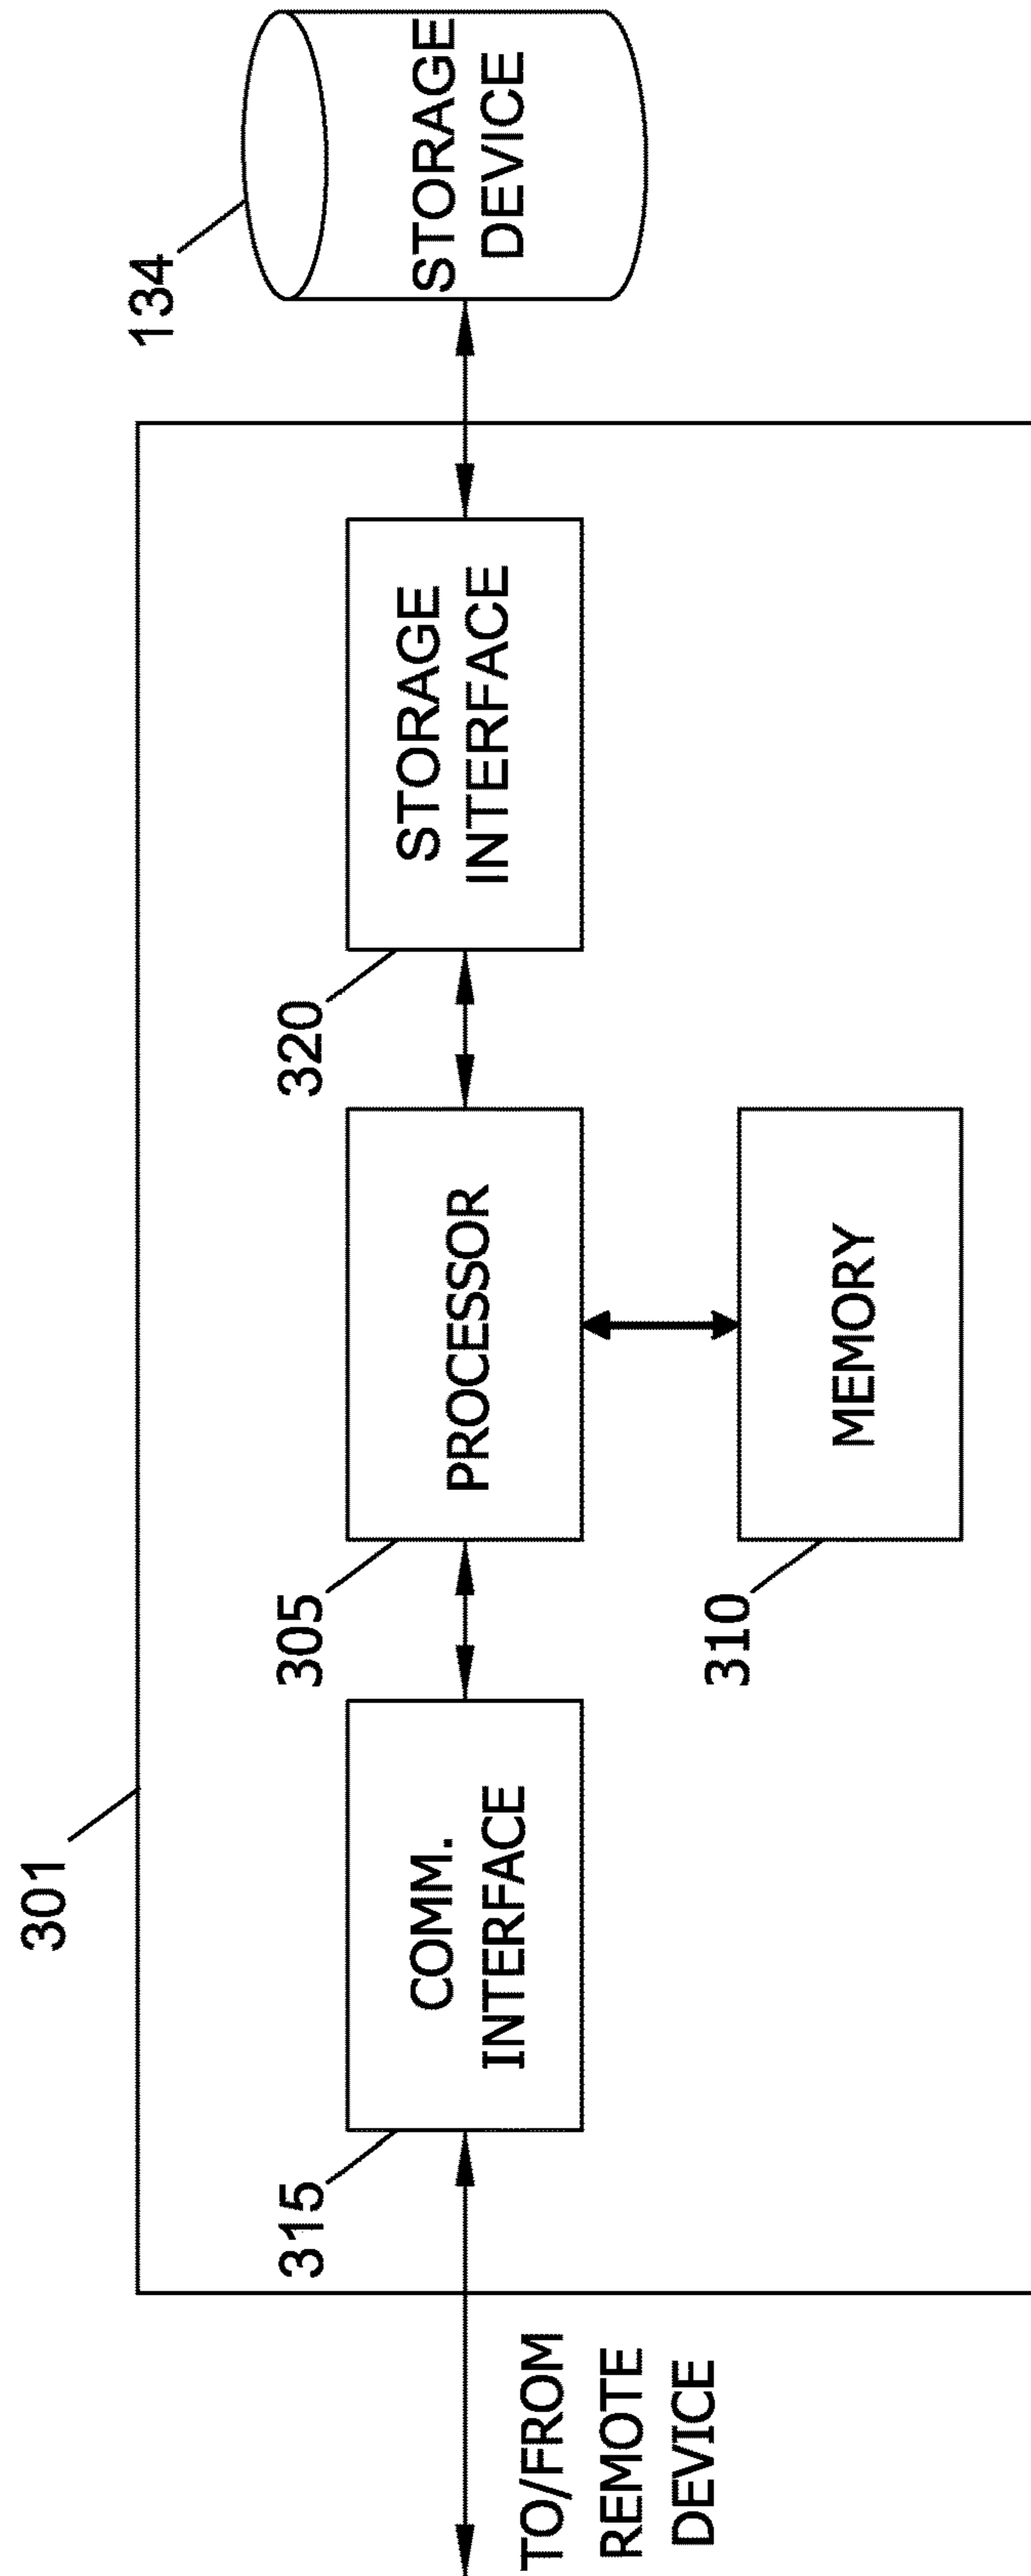 301
134
315
COMM.
INTERFACE
305
PROCESSOR
320
STORAGE
INTERFACE
STORAGE
DEVICE
TO/FROM
REMOTE
DEVICE
310
MEMORY